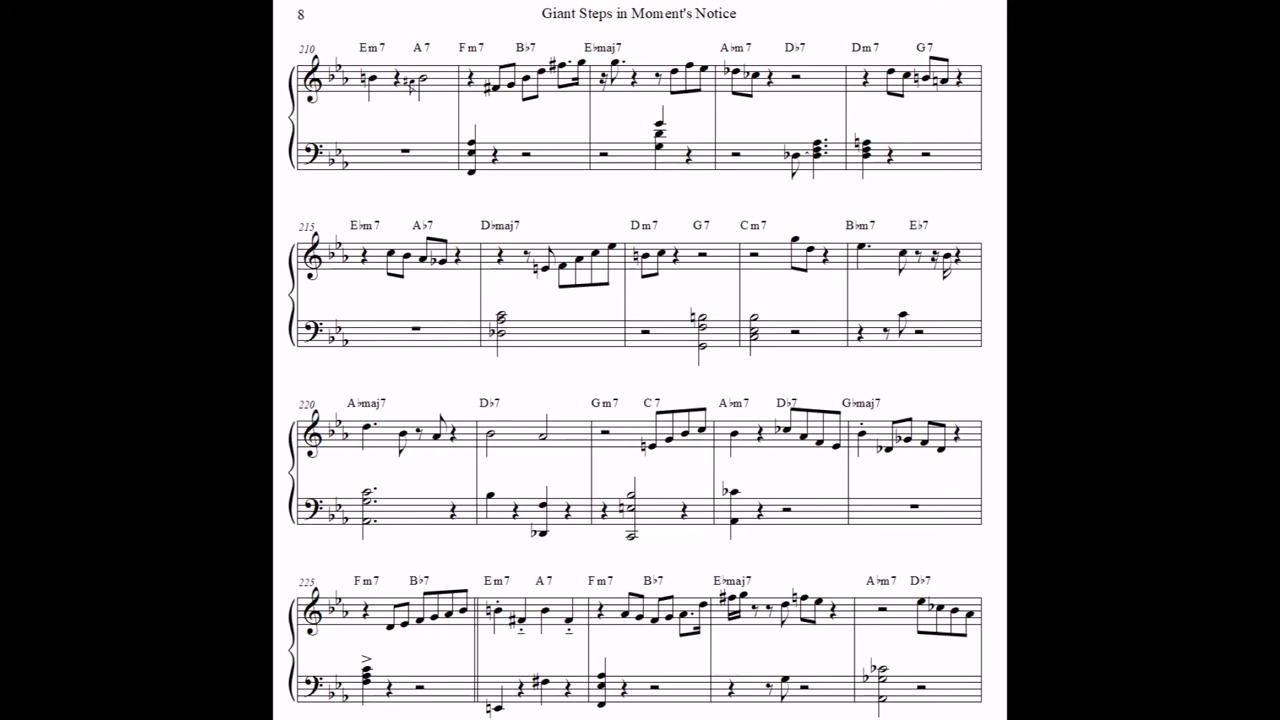 8 Giant Steps in Moment's Notice
210 Em7 A7 Fm7 B♭7 E♭maj7 A♭m7 D♭7 Dm7 G7
215 E♭m7 A♭7 D♭maj7 Dm7 G7 Cm7 B♭m7 E♭7
220 A♭maj7 D♭7 Gm7 C7 A♭m7 D♭7 G♭maj7
225 Fm7 B♭7 Em7 A7 Fm7 B♭7 E♭maj7 A♭m7 D♭7